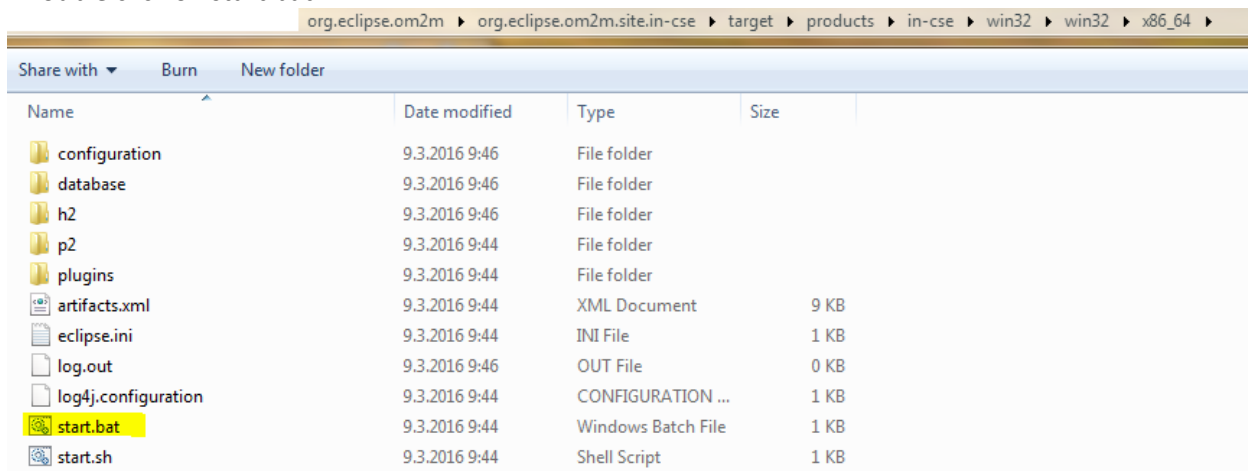 org.eclipse.om2m ▸ org.eclipse.om2m.site.in-cse ▸ target ▸ products ▸ in-cse ▸ win32 ▸ win32 ▸ x86_64 ▸
Share with ▾ Burn New folder
Name Date modified Type Size
configuration 9.3.2016 9:46 File folder
database 9.3.2016 9:46 File folder
h2 9.3.2016 9:46 File folder
p2 9.3.2016 9:44 File folder
plugins 9.3.2016 9:44 File folder
artifacts.xml 9.3.2016 9:44 XML Document 9 KB
eclipse.ini 9.3.2016 9:44 INI File 1 KB
log.out 9.3.2016 9:46 OUT File 0 KB
log4j.configuration 9.3.2016 9:44 CONFIGURATION ... 1 KB
start.bat 9.3.2016 9:44 Windows Batch File 1 KB
start.sh 9.3.2016 9:44 Shell Script 1 KB